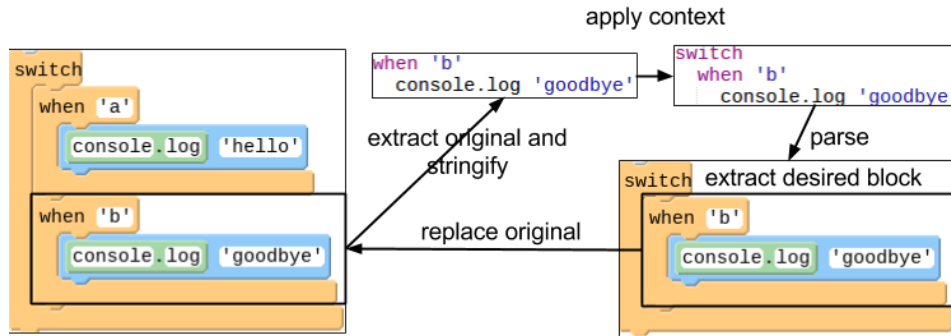 apply context
switch
when 'a'
console.log 'hello'
when 'b'
console.log 'goodbye'
when 'b'
console.log 'goodbye'
switch
when 'b'
console.log 'goodbye
extract original and
stringify
parse
replace original
switch
extract desired block
when 'b'
console.log 'goodbye'